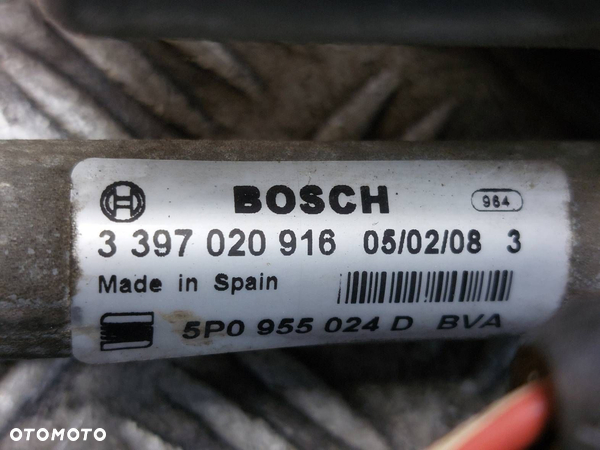 BOSCH 964
3 397 020 916 05/02/08 3
Made in Spain
5P0 955 024 D BVA
OTOMOTO